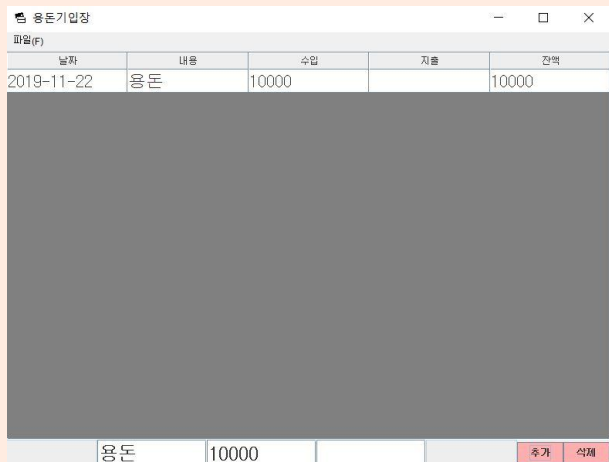 용돈기입장
파일(F)
날짜 내용 수입 지출 잔액
2019-11-22 용돈 10000 10000
용돈 10000 추가 삭제